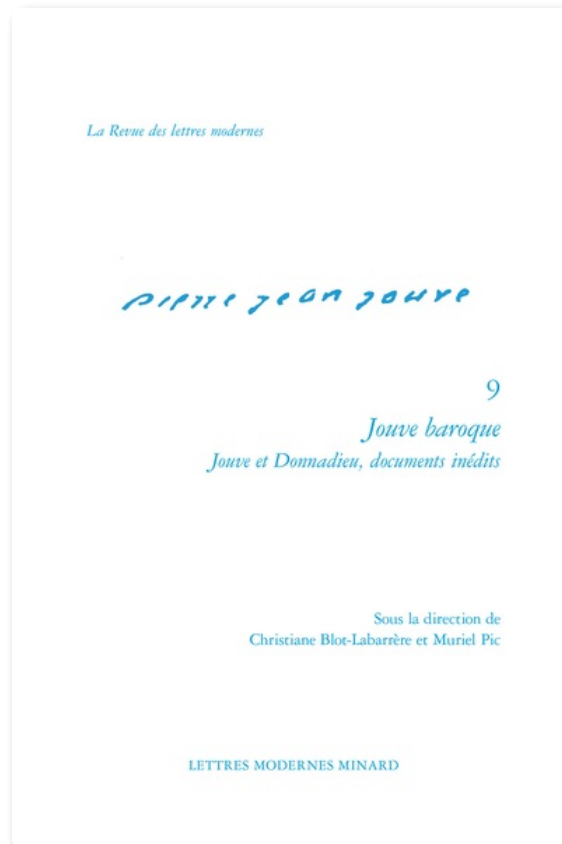 La Revue des lettres modernes
pierre jean jouve
9
Jouve baroque
Jouve et Donnadieu, documents inédits
Sous la direction de
Christiane Blot-Labarrère et Muriel Pic
LETTRES MODERNES MINARD